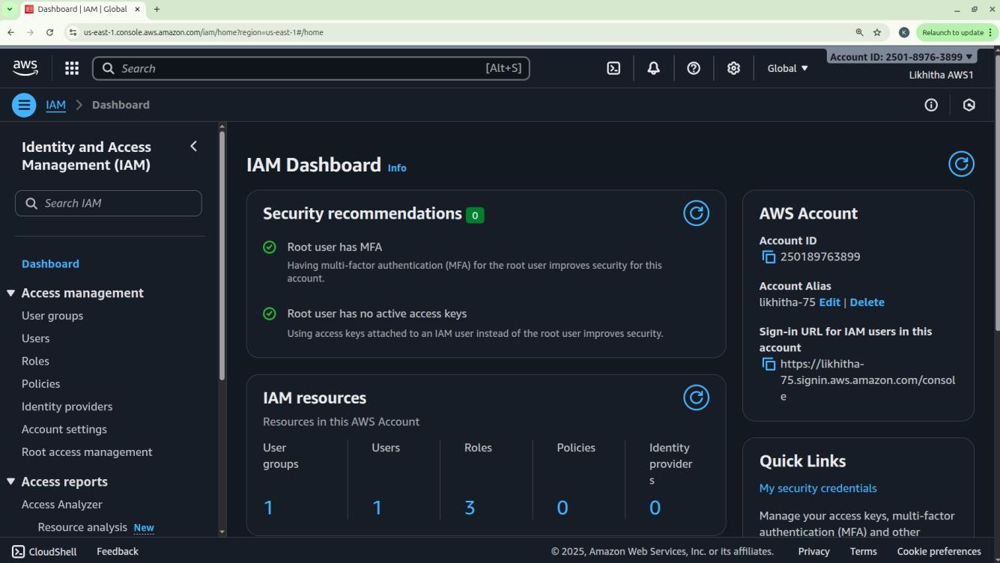 Dashboard | IAM | Global
us-east-1.console.aws.amazon.com/iam/home?region=us-east-1#/home
K
Relaunch to update
aws
Search
[Alt+S]
Global
Account ID: 2501-8976-3899
Likhitha AWS1
IAM
Dashboard
Identity and Access
Management (IAM)
Search IAM
Dashboard
Access management
User groups
Users
Roles
Policies
Identity providers
Account settings
Root access management
Access reports
Access Analyzer
Resource analysis New
IAM Dashboard Info
Security recommendations 0
Root user has MFA
Having multi-factor authentication (MFA) for the root user improves security for this
account.
Root user has no active access keys
Using access keys attached to an IAM user instead of the root user improves security.
IAM resources
Resources in this AWS Account
User
groups
1
Users
1
Roles
3
Policies
0
Identity
provider
s
0
AWS Account
Account ID
250189763899
Account Alias
likhitha-75 Edit | Delete
Sign-in URL for IAM users in this
account
https://likhitha-
75.signin.aws.amazon.com/consol
e
Quick Links
My security credentials
Manage your access keys, multi-factor
authentication (MFA) and other
CloudShell
Feedback
© 2025, Amazon Web Services, Inc. or its affiliates.
Privacy
Terms
Cookie preferences